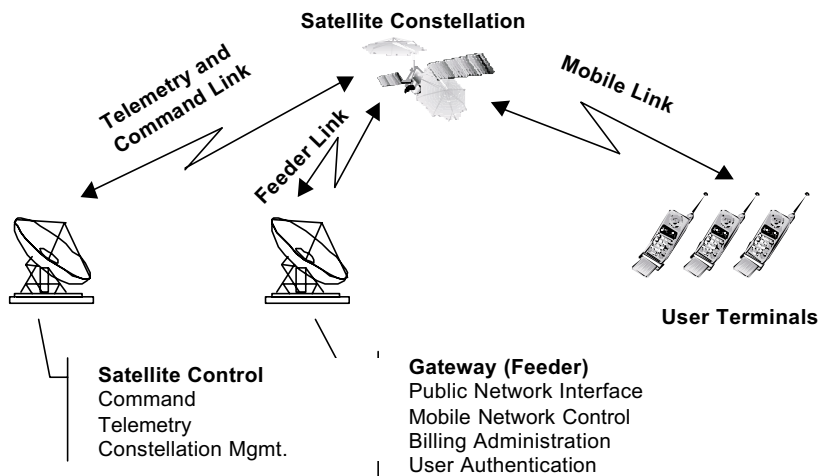 Satellite Constellation
Telemetry and
Command Link
Feeder Link
Mobile Link
User Terminals
Satellite Control
Command
Telemetry
Constellation Mgmt.
Gateway (Feeder)
Public Network Interface
Mobile Network Control
Billing Administration
User Authentication